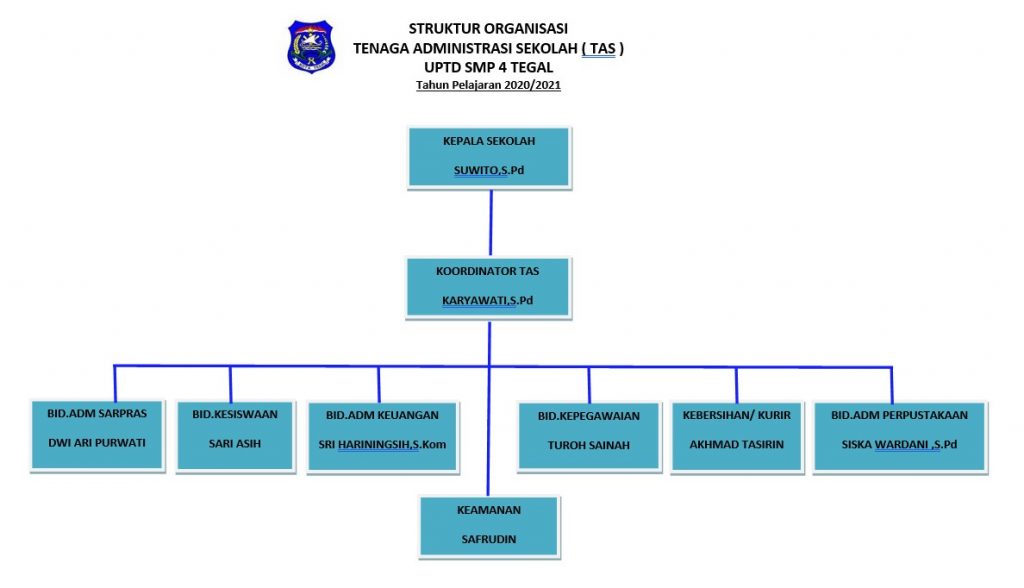 STRUKTUR ORGANISASI
TENAGA ADMINISTRASI SEKOLAH ( TAS )
UPTD SMP 4 TEGAL
Tahun Pelajaran 2020/2021
KEPALA SEKOLAH
SUWITO,S.Pd
KOORDINATOR TAS
KARYAWATI,S.Pd
BID.ADM SARPRAS
DWI ARI PURWATI
BID.KESISWAAN
SARI ASIH
BID.ADM KEUANGAN
SRI HARININGSIH,S.Kom
BID.KEPEGAWAIAN
TUROH SAINAH
KEBERSIHAN/ KURIR
AKHMAD TASIRIN
BID.ADM PERPUSTAKAAN
SISKA WARDANI ,S.Pd
KEAMANAN
SAFRUDIN